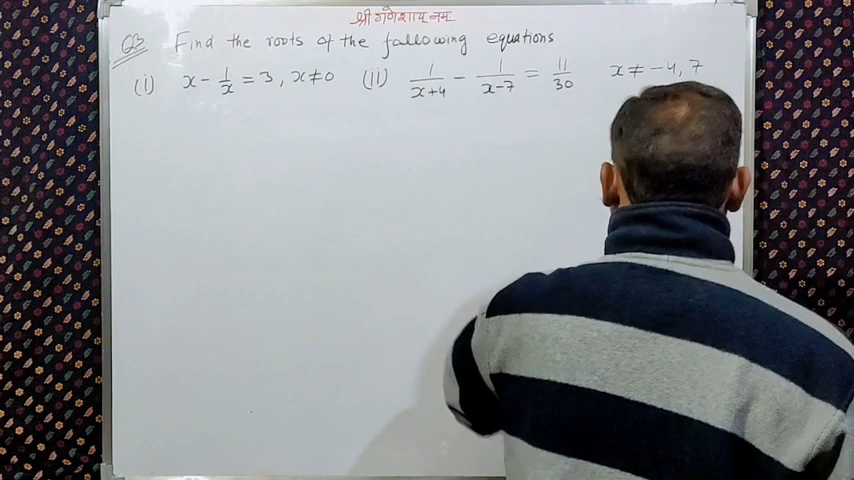 श्री गणेशाय नम
Q3 Find the roots of the following equations
(i) x - 1/x = 3, x ≠ 0 (ii) 1/(x+4) - 1/(x-7) = 11/30 x ≠ -4, 7